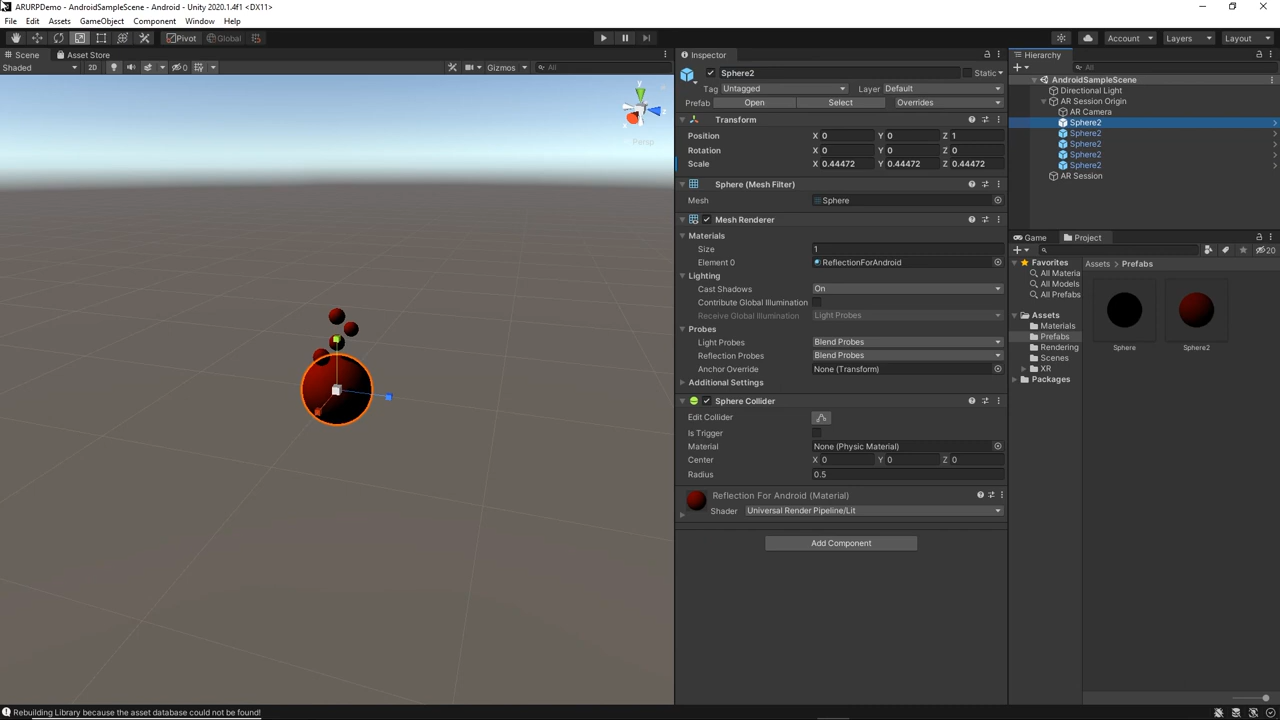 ARURPDemo - AndroidSampleScene - Android - Unity 2020.1.4f1 <DX11>
File Edit Assets GameObject Component Window Help
Pivot Global Account Layers Layout
Scene Asset Store
Shaded 2D 0 Gizmos All
y
x
z
Persp
Inspector
Sphere2 Static
Tag Untagged Layer Default
Prefab Open Select Overrides
Transform
Position X 0 Y 0 Z 1
Rotation X 0 Y 0 Z 0
Scale X 0.44472 Y 0.44472 Z 0.44472
Sphere (Mesh Filter)
Mesh Sphere
Mesh Renderer
Materials
Size 1
Element 0 ReflectionForAndroid
Lighting
Cast Shadows On
Contribute Global Illumination
Receive Global Illumination Light Probes
Probes
Light Probes Blend Probes
Reflection Probes Blend Probes
Anchor Override None (Transform)
Additional Settings
Sphere Collider
Edit Collider
Is Trigger
Material None (Physic Material)
Center X 0 Y 0 Z 0
Radius 0.5
Reflection For Android (Material)
Shader Universal Render Pipeline/Lit
Add Component
Hierarchy
All
AndroidSampleScene
Directional Light
AR Session Origin
AR Camera
Sphere2
Sphere2
Sphere2
Sphere2
Sphere2
AR Session
Game Project
20
Favorites
All Materia
All Models
All Prefabs
Assets
Materials
Prefabs
Rendering
Scenes
XR
Packages
Assets > Prefabs
Sphere Sphere2
Rebuilding Library because the asset database could not be found!